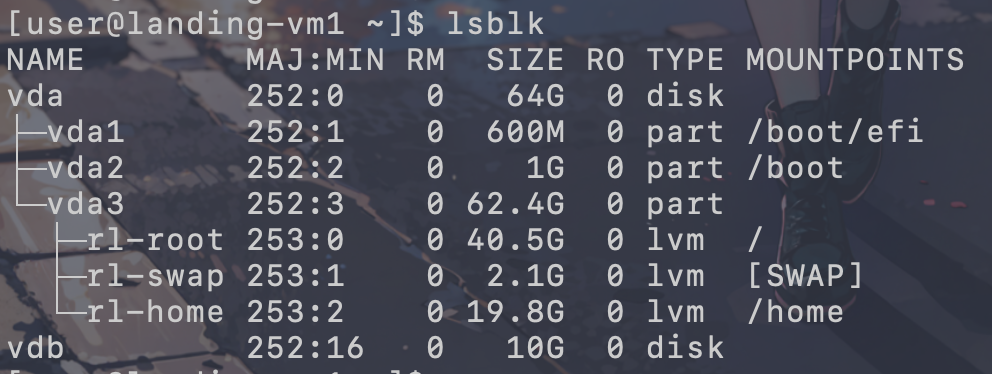 [user@landing-vm1 ~]$ lsblk
NAME        MAJ:MIN RM  SIZE RO TYPE MOUNTPOINTS
vda         252:0    0   64G  0 disk
├─vda1      252:1    0  600M  0 part /boot/efi
├─vda2      252:2    0    1G  0 part /boot
└─vda3      252:3    0 62.4G  0 part
  ├─rl-root 253:0    0 40.5G  0 lvm  /
  ├─rl-swap 253:1    0  2.1G  0 lvm  [SWAP]
  └─rl-home 253:2    0 19.8G  0 lvm  /home
vdb         252:16   0   10G  0 disk